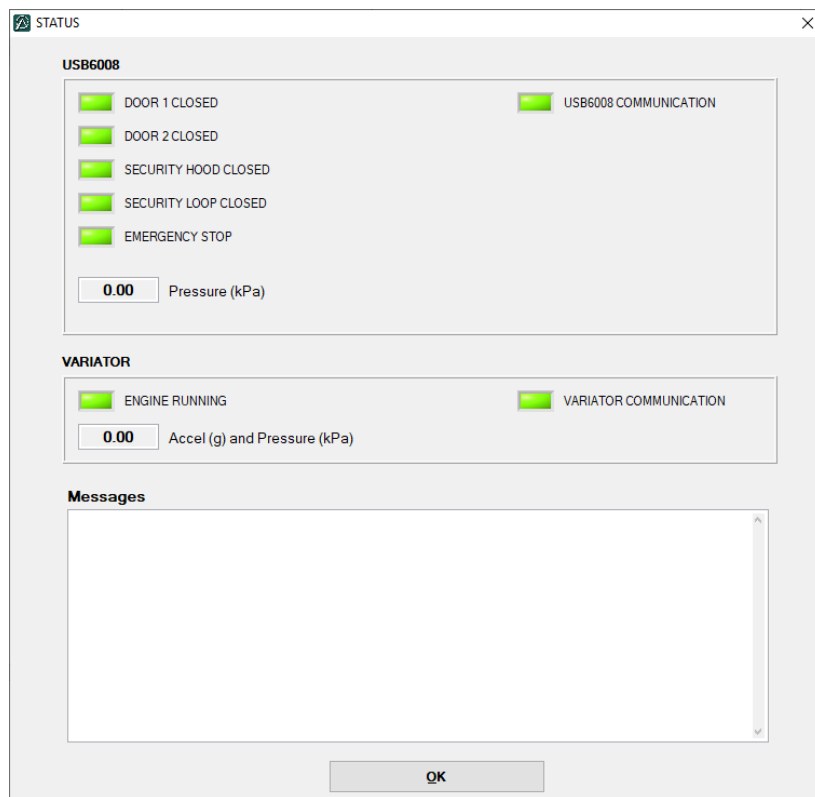 STATUS
USB6008
DOOR 1 CLOSED
USB6008 COMMUNICATION
DOOR 2 CLOSED
SECURITY HOOD CLOSED
SECURITY LOOP CLOSED
EMERGENCY STOP
0.00 Pressure (kPa)
VARIATOR
ENGINE RUNNING
VARIATOR COMMUNICATION
0.00 Accel (g) and Pressure (kPa)
Messages
OK